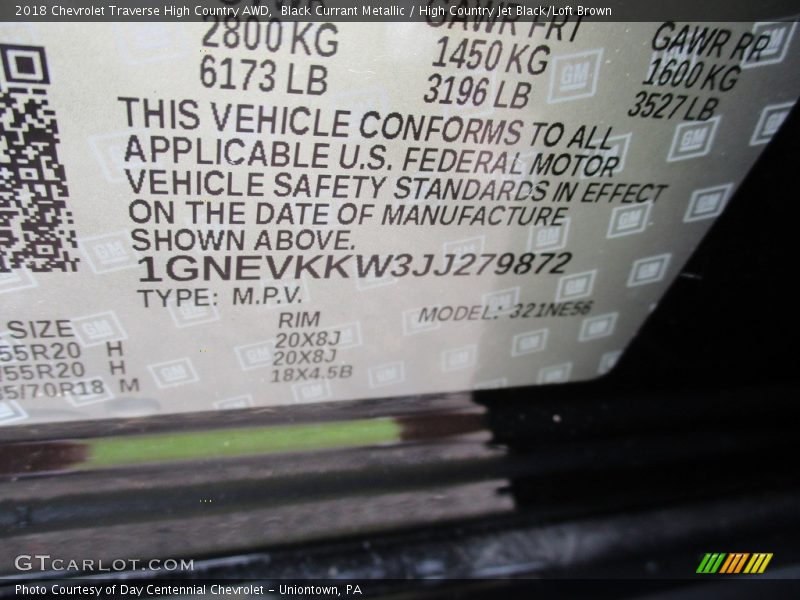 2018 Chevrolet Traverse High Country AWD, Black Currant Metallic / High Country Jet Black/Loft Brown
GAWR FRT
GAWR RR
2800 KG
1450 KG
1600 KG
6173 LB
3196 LB
3527 LB
THIS VEHICLE CONFORMS TO ALL
APPLICABLE U.S. FEDERAL MOTOR
VEHICLE SAFETY STANDARDS IN EFFECT
ON THE DATE OF MANUFACTURE
SHOWN ABOVE.
1GNEVKKW3JJ279872
TYPE: M.P.V.
MODEL: 321NE56
SIZE
RIM
55R20 H
20X8J
55R20 H
20X8J
5/70R18 M
18X4.5B
GM
GTCARLOT.COM
Photo Courtesy of Day Centennial Chevrolet - Uniontown, PA